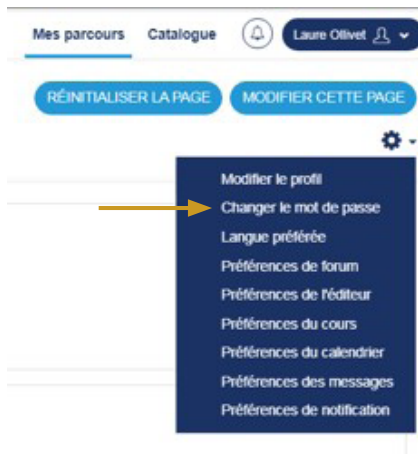 Mes parcours Catalogue Laure Ollivet
RÉINITIALISER LA PAGE MODIFIER CETTE PAGE
Modifier le profil
Changer le mot de passe
Langue préférée
Préférences de forum
Préférences de l'éditeur
Préférences du cours
Préférences du calendrier
Préférences des messages
Préférences de notification